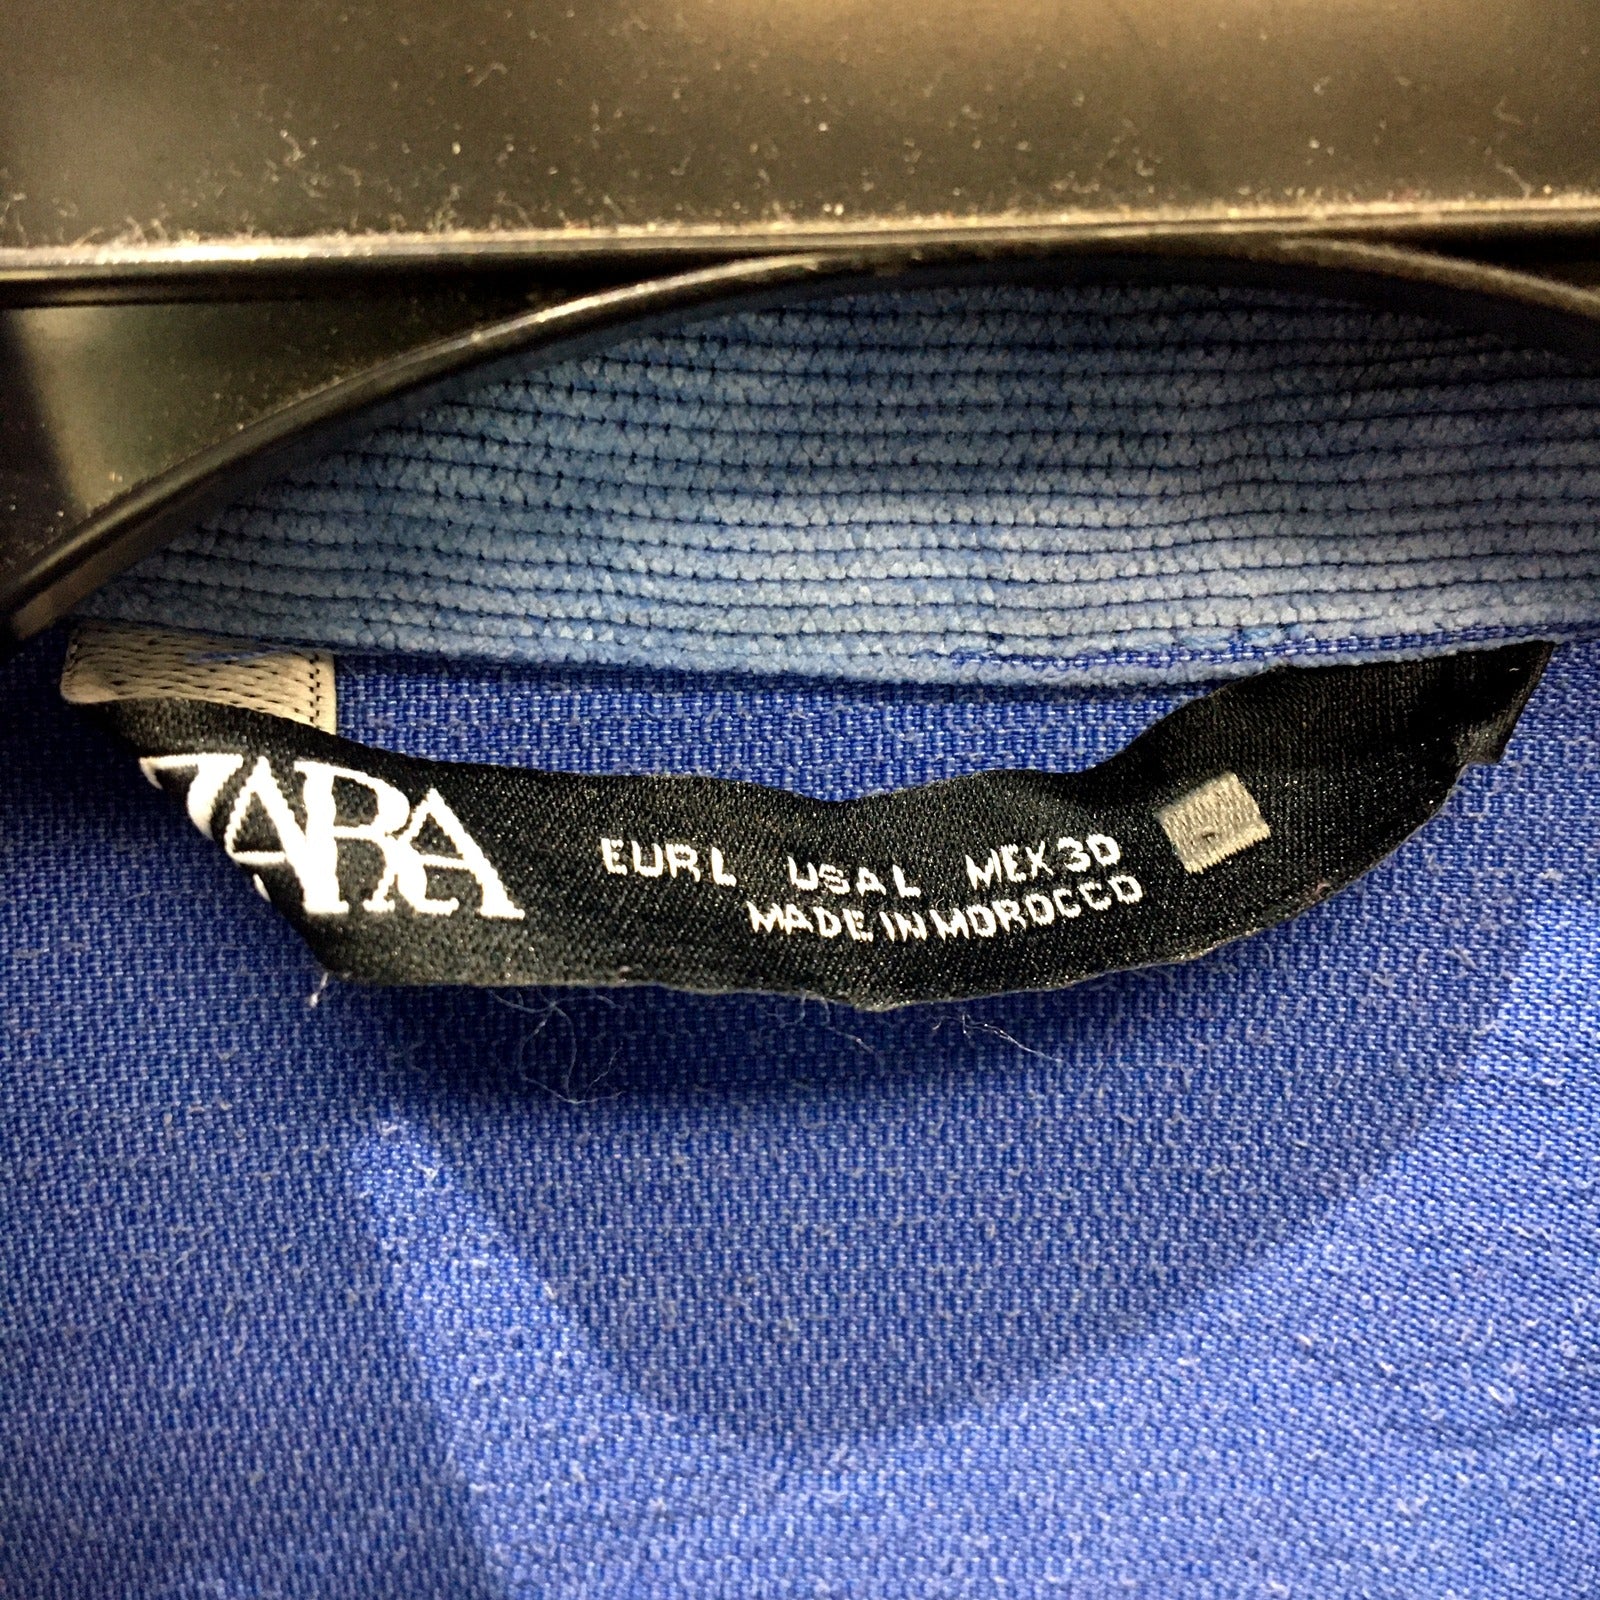 ZARA
EUR L USA L MEX 30
MADE IN MOROCCO